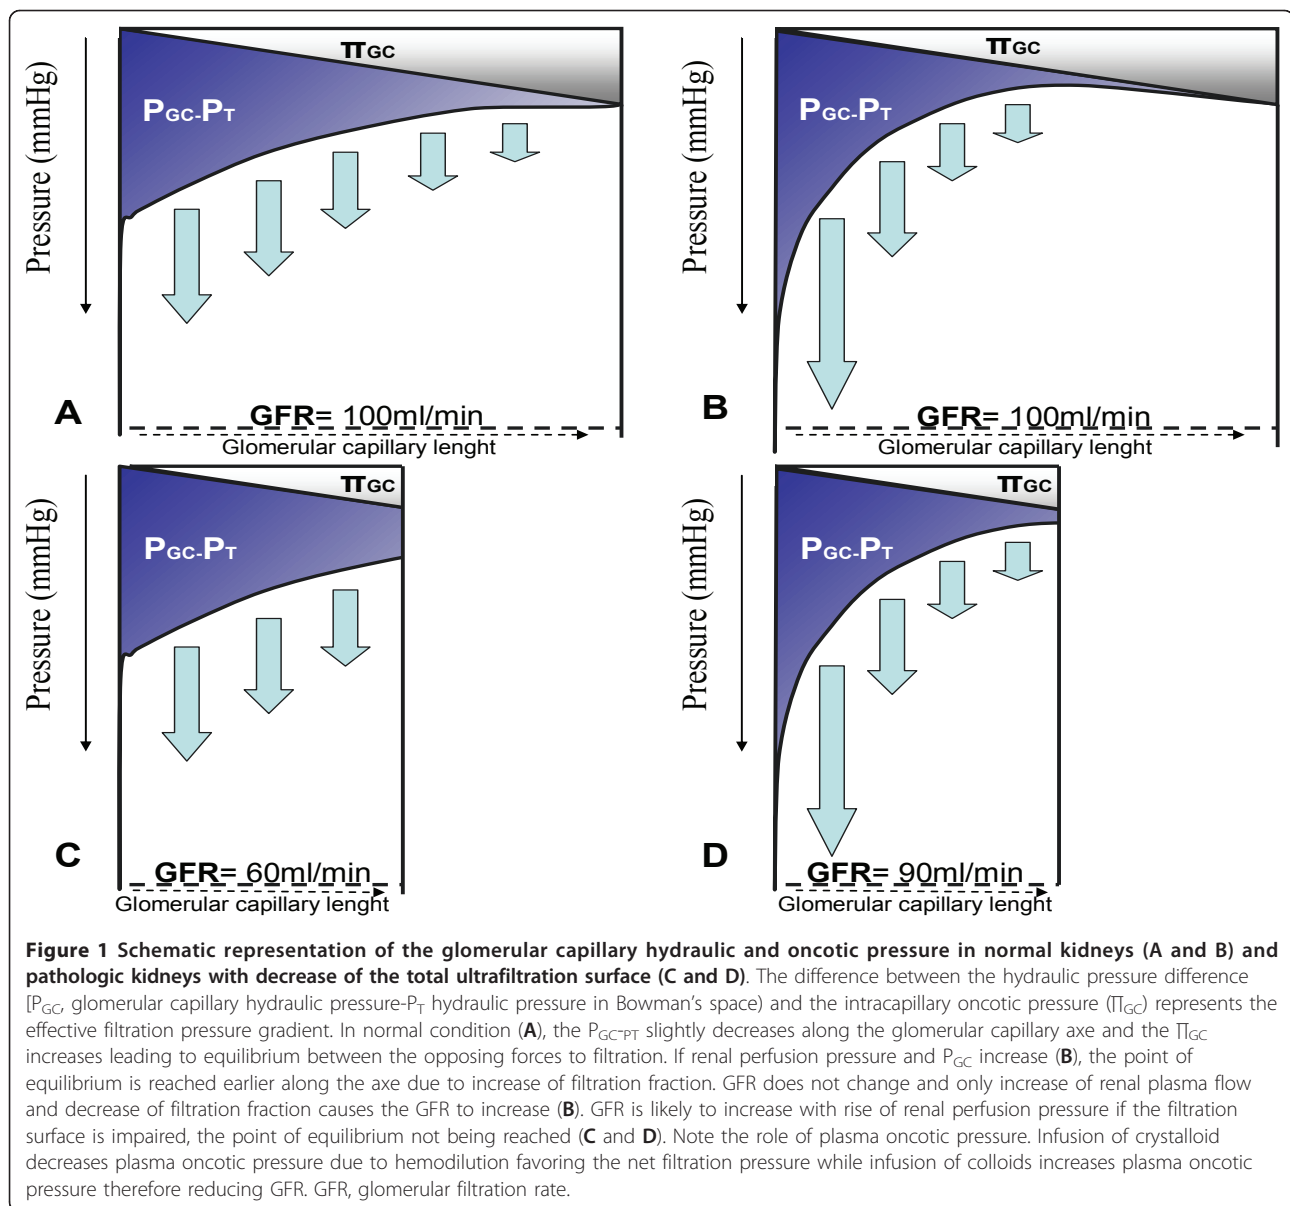 πGC
PGC-PT
Pressure (mmHg)
A
GFR= 100ml/min
Glomerular capillary lenght
πGC
PGC-PT
Pressure (mmHg)
B
GFR= 100ml/min
Glomerular capillary lenght
πGC
PGC-PT
Pressure (mmHg)
C
GFR= 60ml/min
Glomerular capillary lenght
πGC
PGC-PT
Pressure (mmHg)
D
GFR= 90ml/min
Glomerular capillary lenght
Figure 1 Schematic representation of the glomerular capillary hydraulic and oncotic pressure in normal kidneys (A and B) and
pathologic kidneys with decrease of the total ultrafiltration surface (C and D). The difference between the hydraulic pressure difference
[PGC, glomerular capillary hydraulic pressure-PT hydraulic pressure in Bowman's space) and the intracapillary oncotic pressure (ΠGC) represents the
effective filtration pressure gradient. In normal condition (A), the PGC-PT slightly decreases along the glomerular capillary axe and the ΠGC
increases leading to equilibrium between the opposing forces to filtration. If renal perfusion pressure and PGC increase (B), the point of
equilibrium is reached earlier along the axe due to increase of filtration fraction. GFR does not change and only increase of renal plasma flow
and decrease of filtration fraction causes the GFR to increase (B). GFR is likely to increase with rise of renal perfusion pressure if the filtration
surface is impaired, the point of equilibrium not being reached (C and D). Note the role of plasma oncotic pressure. Infusion of crystalloid
decreases plasma oncotic pressure due to hemodilution favoring the net filtration pressure while infusion of colloids increases plasma oncotic
pressure therefore reducing GFR. GFR, glomerular filtration rate.